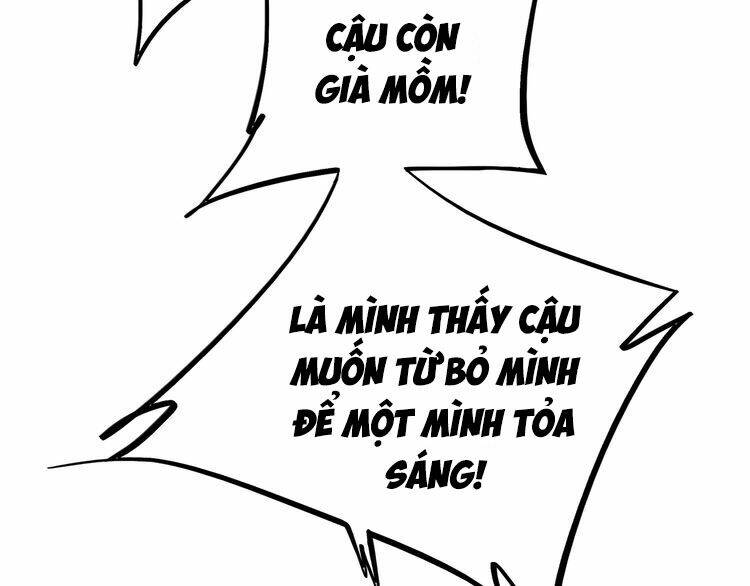 CẬU CÒN
GIÀ MỒM!
LÀ MÌNH THẤY CẬU
MUỐN TỪ BỎ MÌNH
ĐỂ MỘT MÌNH TỎA
SÁNG!